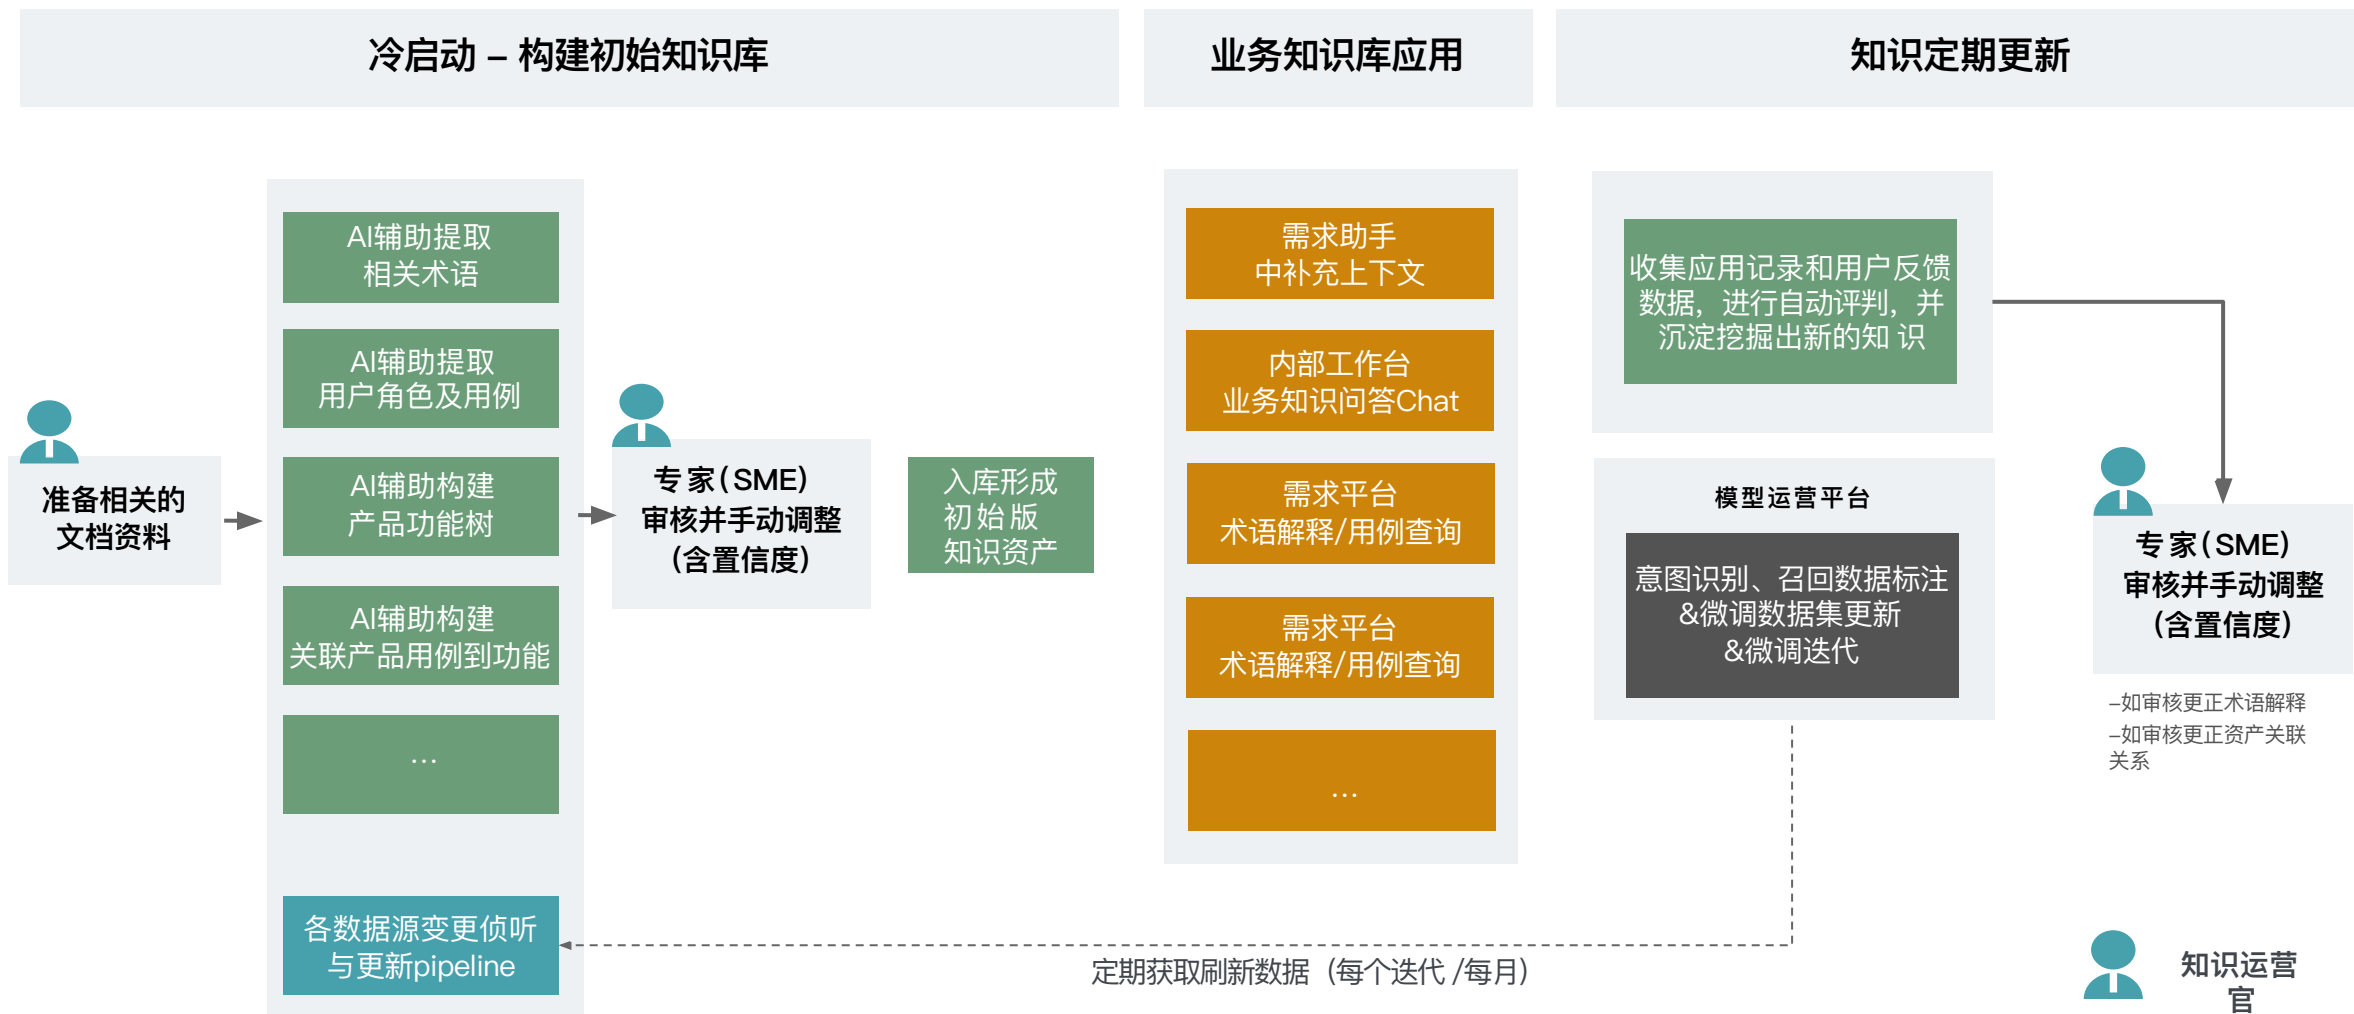 冷启动 – 构建初始知识库
业务知识库应用
知识定期更新
准备相关的
文档资料
AI辅助提取
相关术语
AI辅助提取
用户角色及用例
AI辅助构建
产品功能树
AI辅助构建
关联产品用例到功能
...
各数据源变更侦听
与更新pipeline
专家(SME)
审核并手动调整
(含置信度)
入库形成
初始版
知识资产
需求助手
中补充上下文
内部工作台
业务知识问答Chat
需求平台
术语解释/用例查询
需求平台
术语解释/用例查询
...
收集应用记录和用户反馈
数据，进行自动评判，并
沉淀挖掘出新的知 识
模型运营平台
意图识别、召回数据标注
&微调数据集更新
&微调迭代
专家(SME)
审核并手动调整
(含置信度)
–如审核更正术语解释
–如审核更正资产关联
关系
定期获取刷新数据（每个迭代 /每月）
知识运营
官